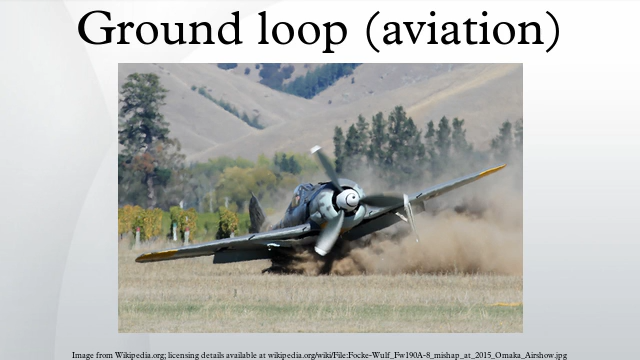 Ground loop (aviation)
Image from Wikipedia.org; licensing details available at wikipedia.org/wiki/File:Focke-Wulf_Fw190A-8_mishap_at_2015_Omaka_Airshow.jpg